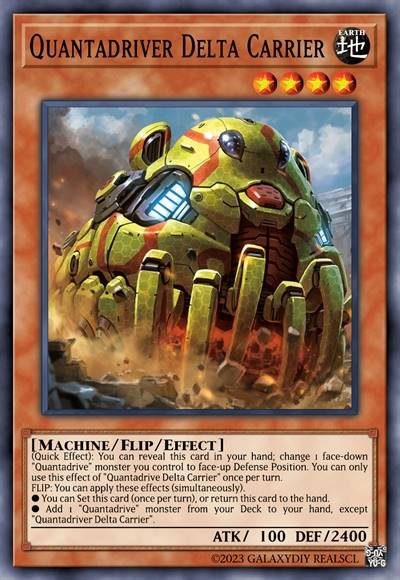 QUANTADRIVER DELTA CARRIER
EARTH
地
[MACHINE/FLIP/EFFECT]
(Quick Effect): You can reveal this card in your hand; change 1 face-down
"Quantadrive" monster you control to face-up Defense Position. You can only
use this effect of "Quantadrive Delta Carrier" once per turn.
FLIP: You can apply these effects (simultaneously).
● You can Set this card (once per turn), or return this card to the hand.
● Add 1 "Quantadrive" monster from your Deck to your hand, except
"Quantadriver Delta Carrier".
ATK/ 100 DEF/2400
©2023 GALAXYDIY REALSCL